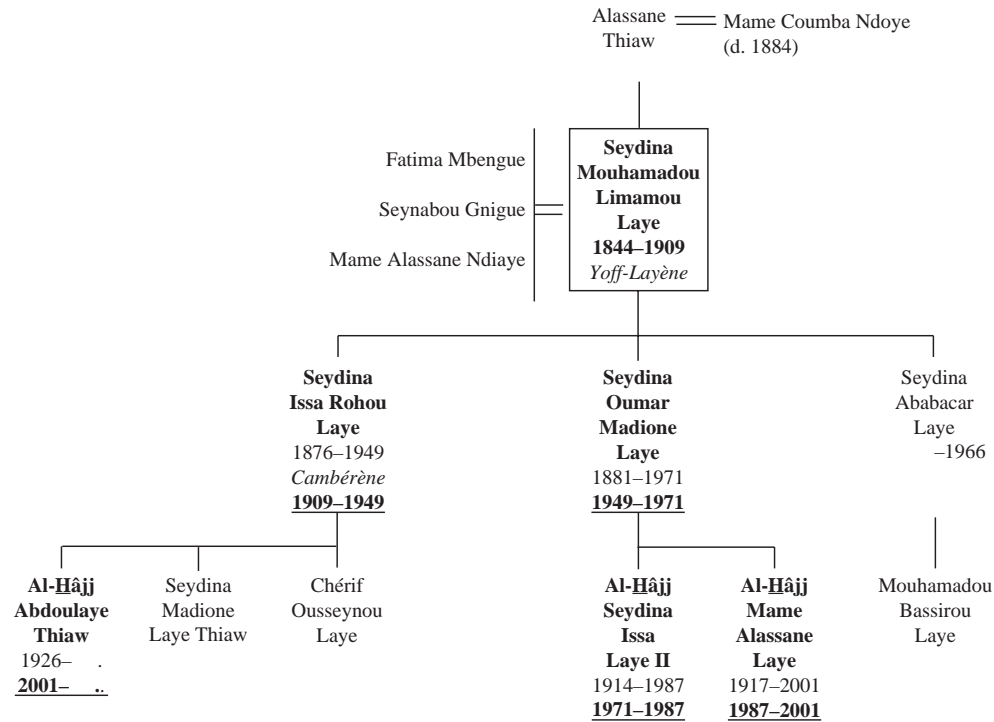 Alassane
Thiaw
Mame Coumba Ndoye
(d. 1884)
Fatima Mbengue
Seynabou Gnigue
Mame Alassane Ndiaye
Seydina
Mouhamadou
Limamou
Laye
1844–1909
Yoff-Layène
Seydina
Issa Rohou
Laye
1876–1949
Cambérène
1909–1949
Seydina
Oumar
Madione
Laye
1881–1971
1949–1971
Seydina
Ababacar
Laye
–1966
Al-Hâjj
Abdoulaye
Thiaw
1926– .
2001– ..
Seydina
Madione
Laye Thiaw
Chérif
Ousseynou
Laye
Al-Hâjj
Seydina
Issa
Laye II
1914–1987
1971–1987
Al-Hâjj
Mame
Alassane
Laye
1917–2001
1987–2001
Mouhamadou
Bassirou
Laye